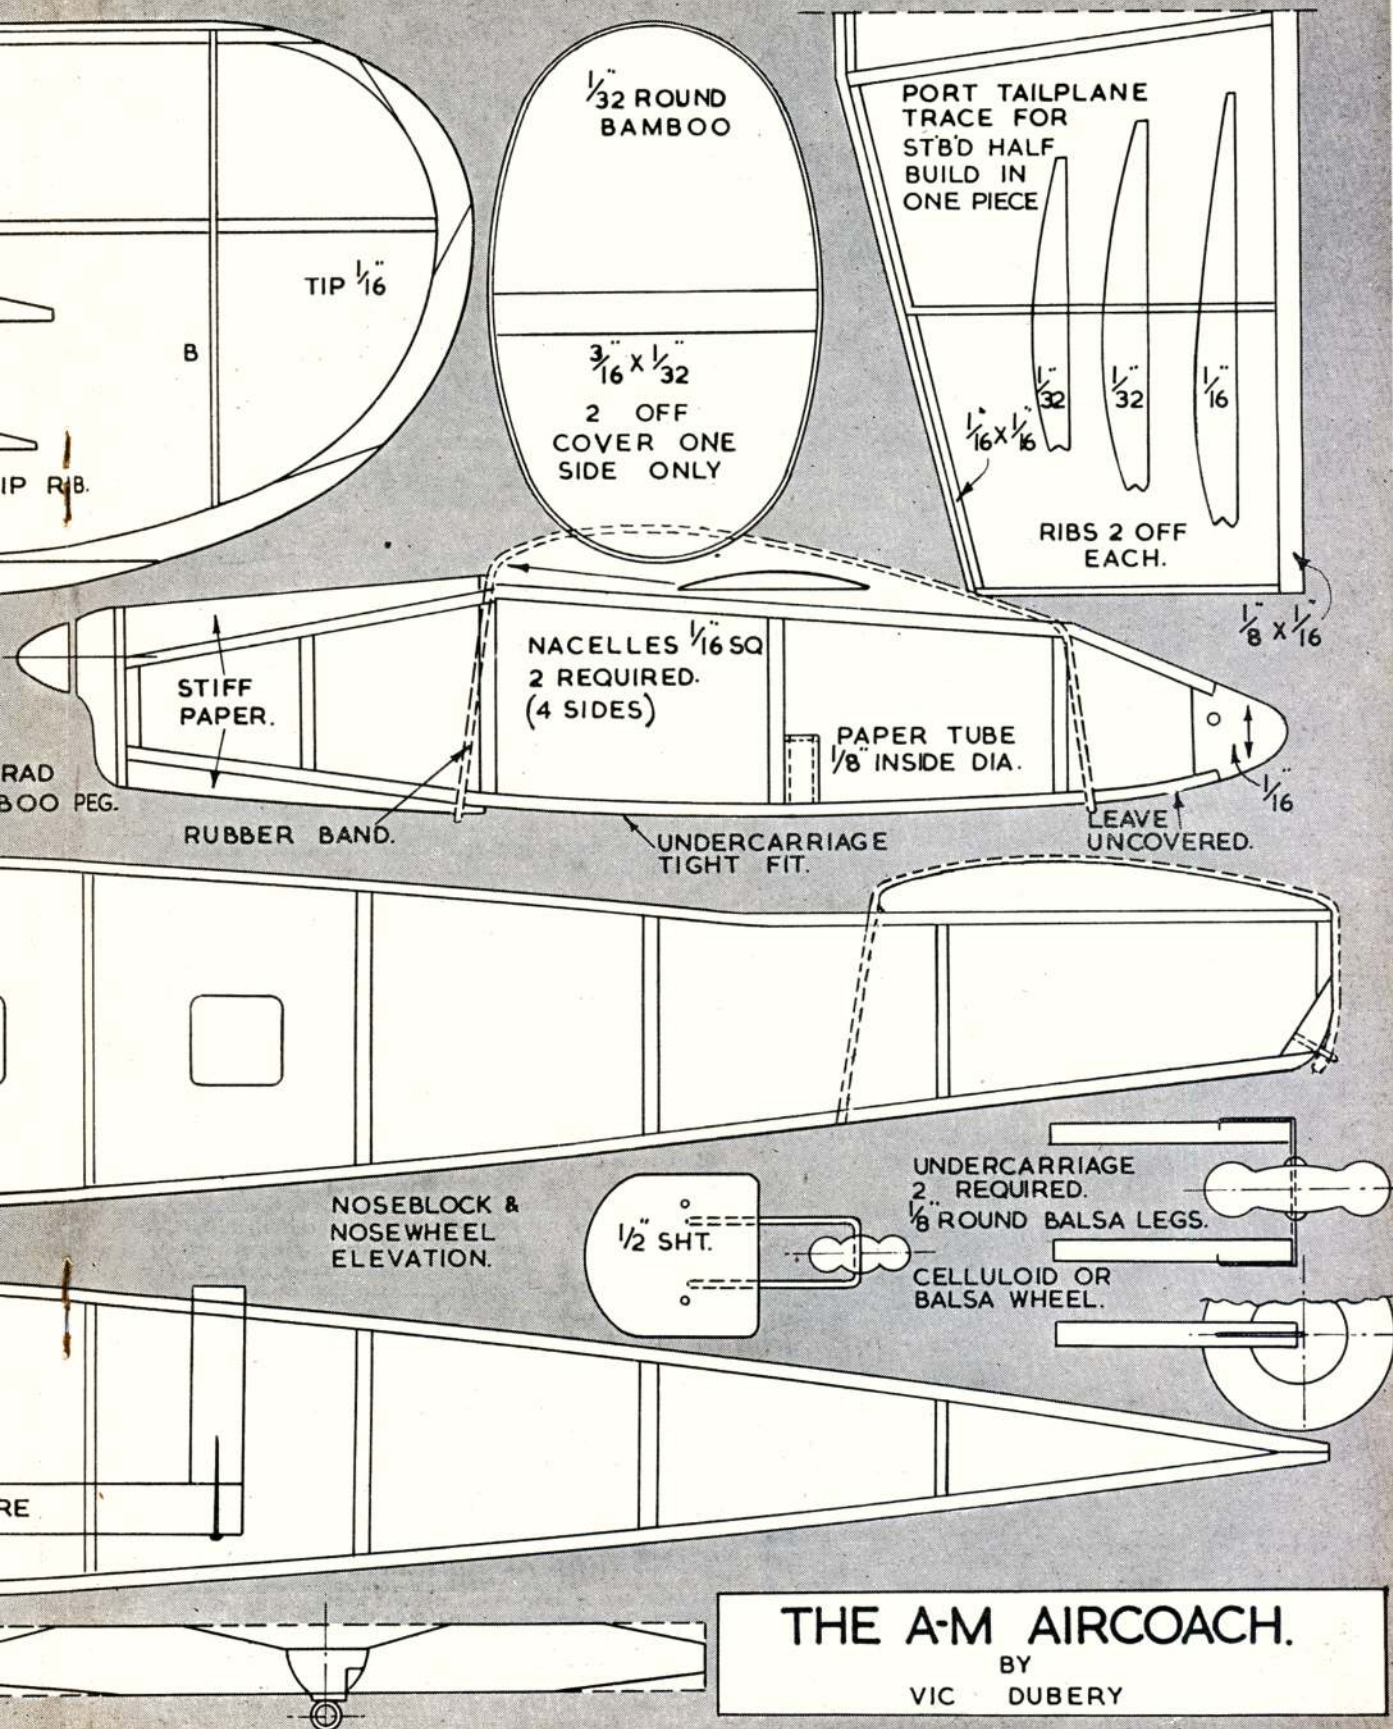 1/32" ROUND
BAMBOO
PORT TAILPLANE
TRACE FOR
ST'B'D HALF
BUILD IN
ONE PIECE
TIP 1/16"
B
3/16" X 1/32"
2 OFF
COVER ONE
SIDE ONLY
1/32"
1/32"
1/16"
1/16" X 1/16"
IP RIB.
RIBS 2 OFF
EACH.
1/8" X 1/16"
NACELLES 1/16" SQ
2 REQUIRED.
(4 SIDES)
STIFF
PAPER.
PAPER TUBE
1/8" INSIDE DIA.
RAD
BOO PEG.
1/16"
RUBBER BAND.
UNDERCARRIAGE
TIGHT FIT.
LEAVE
UNCOVERED.
NOSEBLOCK &
NOSEWHEEL
ELEVATION.
1/2" SHT.
UNDERCARRIAGE
2 REQUIRED.
1/8" ROUND BALSA LEGS.
CELLULOID OR
BALSA WHEEL.
RE
THE A-M AIRCOACH.
BY
VIC DUBERY